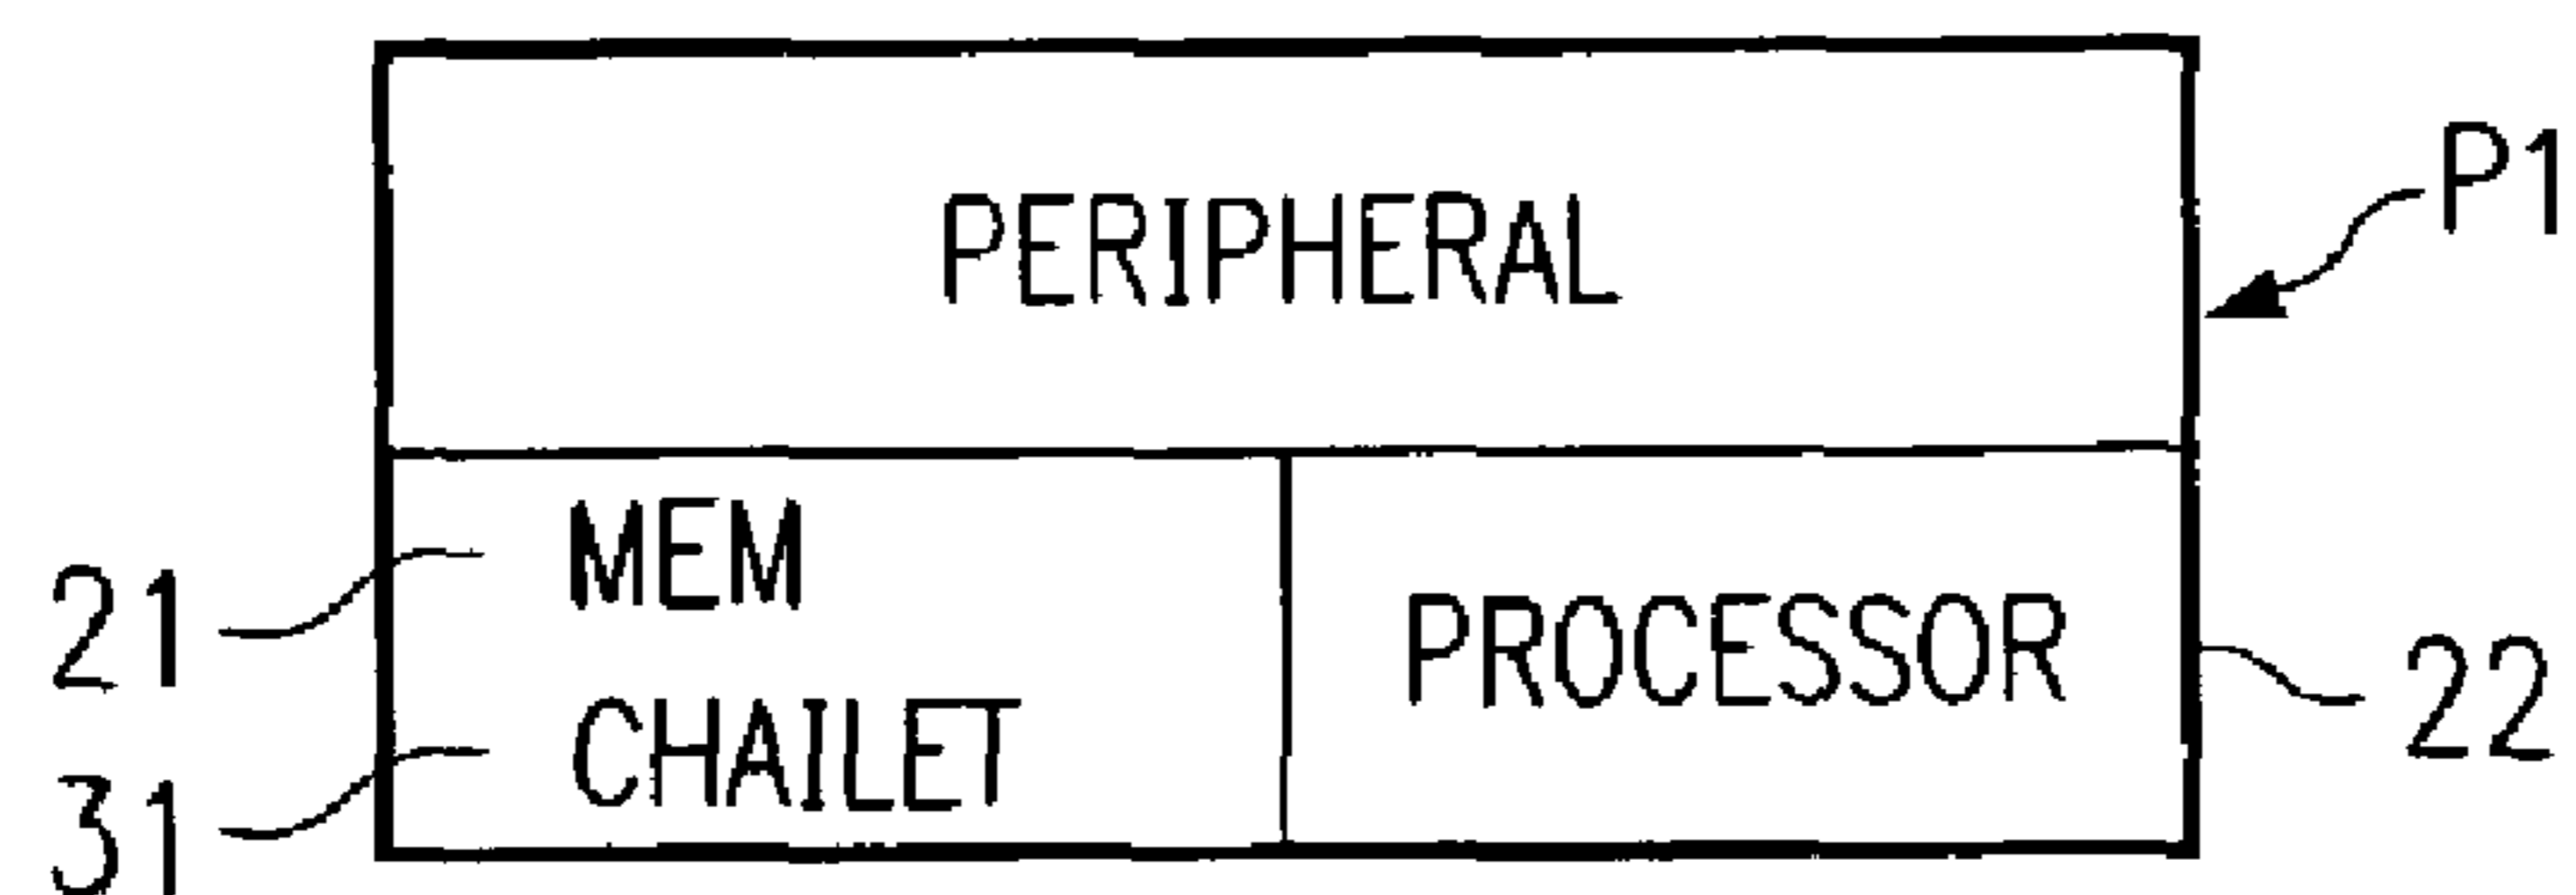 P1
PERIPHERAL
21
MEM
PROCESSOR
22
31
CHAILET